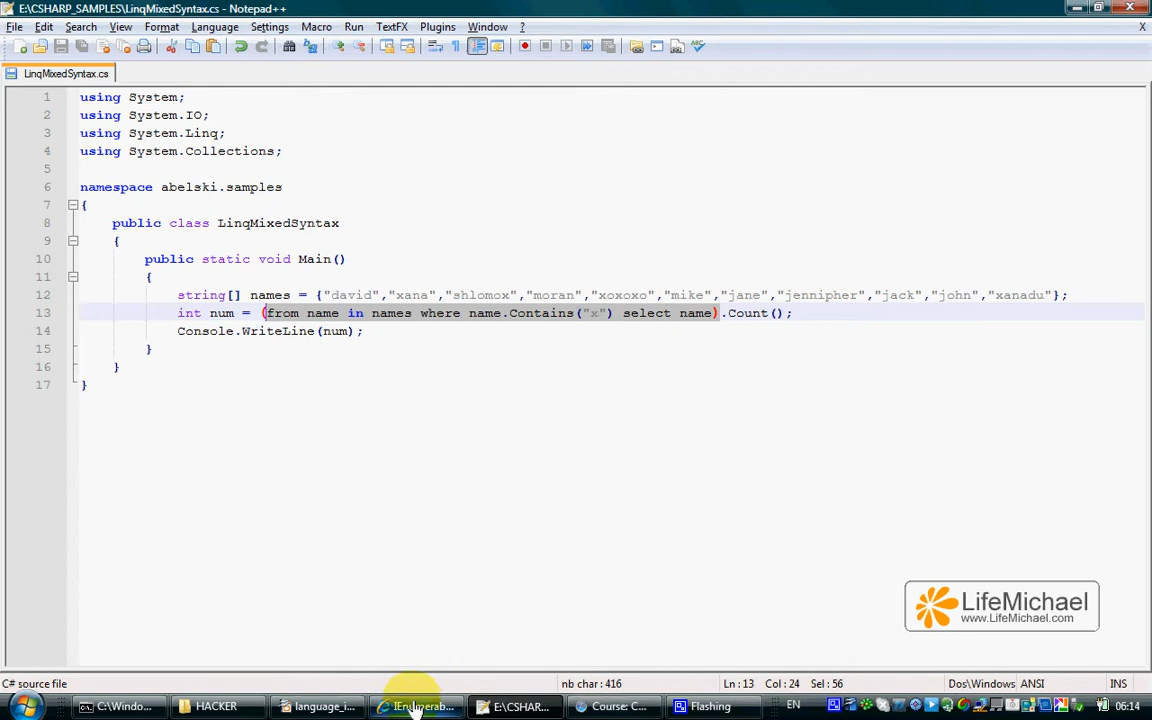 E:\CSHARP_SAMPLES\LinqMixedSyntax.cs - Notepad++
File Edit Search View Format Language Settings Macro Run TextFX Plugins Window ? X
LinqMixedSyntax.cs
1 using System;
2 using System.IO;
3 using System.Linq;
4 using System.Collections;
5
6 namespace abelski.samples
7 {
8 public class LinqMixedSyntax
9 {
10 public static void Main()
11 {
12 string[] names = {"david","xana","shlomox","moran","xoxoxo","mike","jane","jennipher","jack","john","xanadu"};
13 int num = (from name in names where name.Contains("x") select name).Count();
14 Console.WriteLine(num);
15 }
16 }
17 }
LifeMichael
www.LifeMichael.com
C# source file nb char : 416 Ln : 13 Col : 24 Sel : 56 Dos\Windows ANSI INS
C:\Windo... HACKER language_i... IEnumerab... E:\CSHAR... Course: C... Flashing EN 06:14